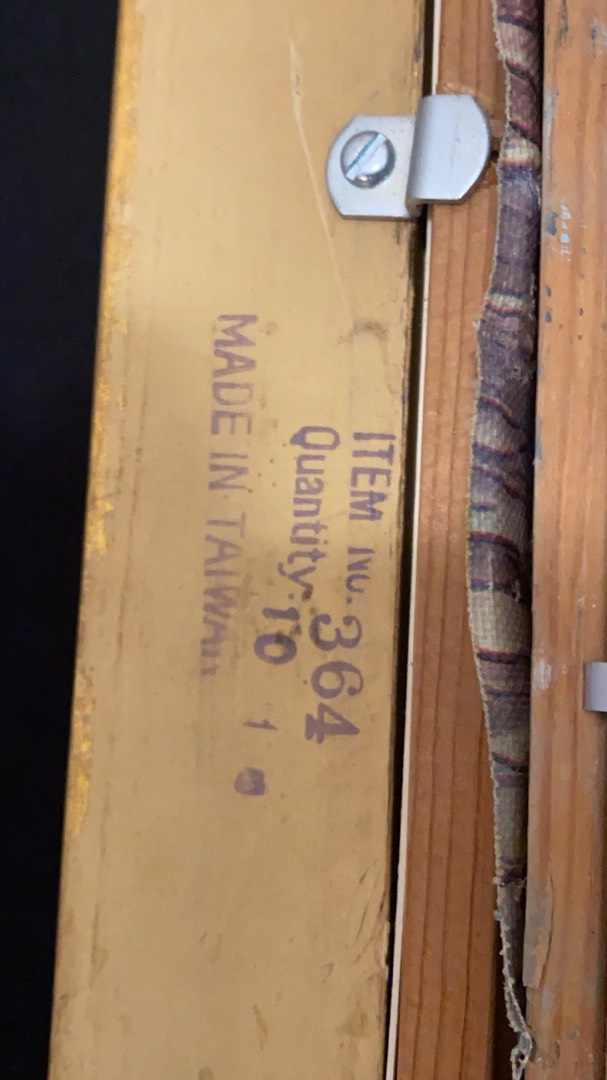 ITEM No. 364
Quantity: 10
MADE IN TAIWAN